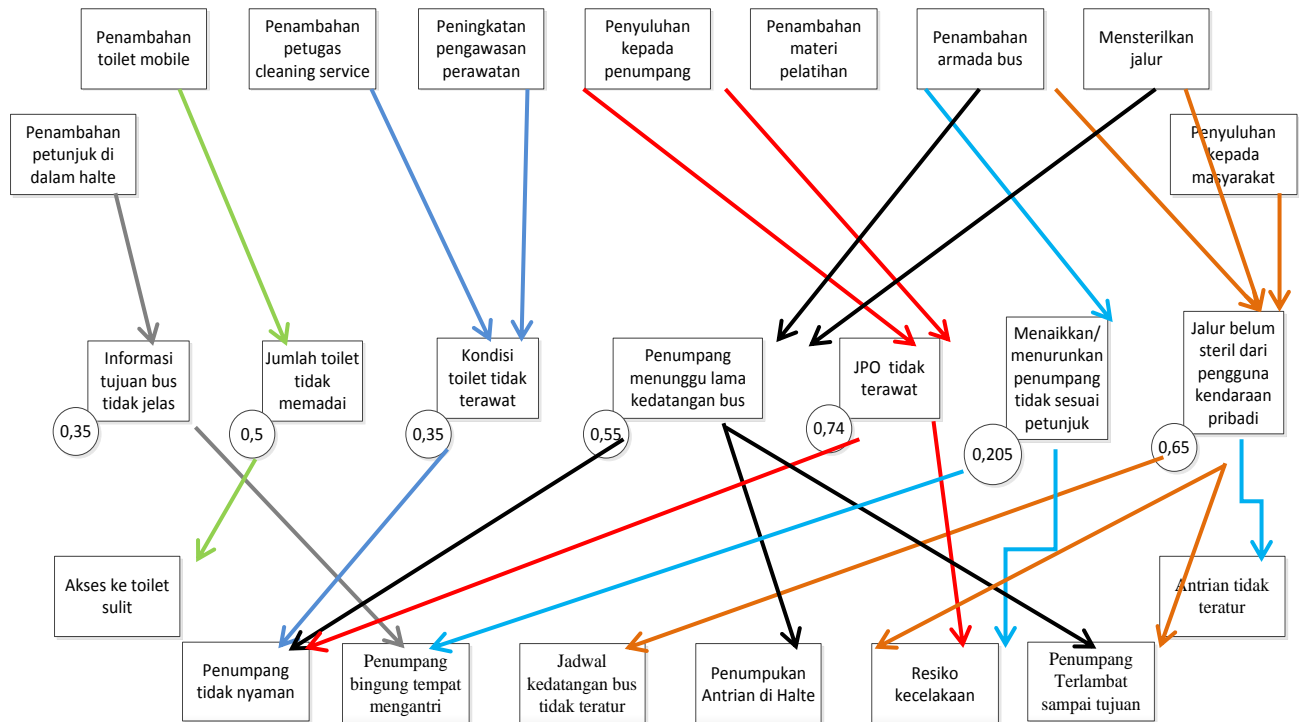 Penambahan
toilet mobile
Penambahan
petugas
cleaning service
Peningkatan
pengawasan
perawatan
Penyuluhan
kepada
penumpang
Penambahan
materi
pelatihan
Penambahan
armada bus
Mensterilkan
jalur
Penambahan
petunjuk di
dalam halte
Penyuluhan
kepada
masyarakat
Informasi
tujuan bus
tidak jelas
0,35
Jumlah toilet
tidak
memadai
0,5
Kondisi
toilet tidak
terawat
0,35
Penumpang
menunggu lama
kedatangan bus
0,55
JPO tidak
terawat
0,74
Menaikkan/
menurunkan
penumpang
tidak sesuai
petunjuk
0,205
Jalur belum
steril dari
pengguna
kendaraan
pribadi
0,65
Akses ke toilet
sulit
Antrian tidak
teratur
Penumpang
tidak nyaman
Penumpang
bingung tempat
mengantri
Jadwal
kedatangan bus
tidak teratur
Penumpukan
Antrian di Halte
Resiko
kecelakaan
Penumpang
Terlambat
sampai tujuan